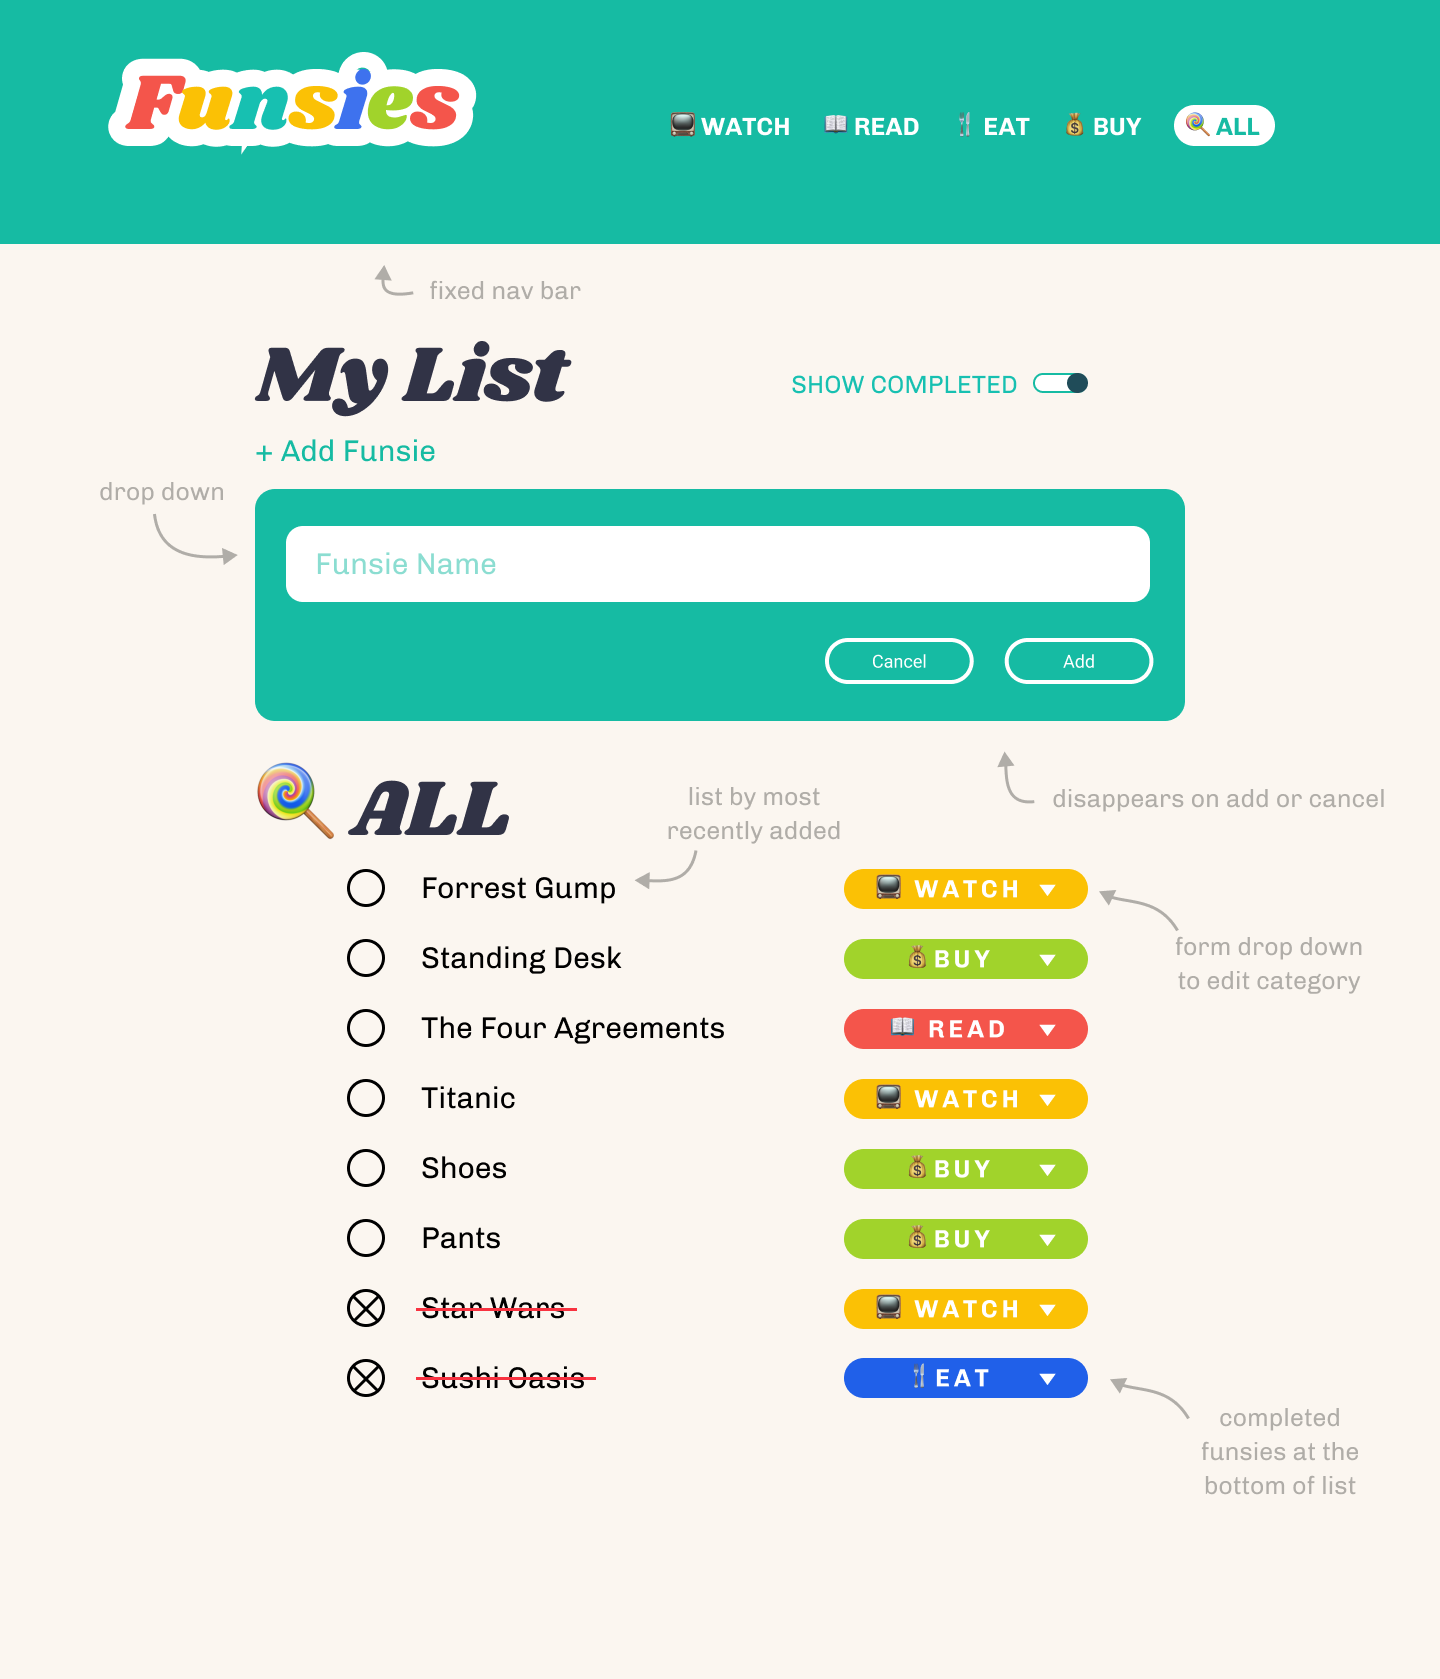 Funsies
WATCH READ EAT BUY ALL
fixed nav bar
My List
SHOW COMPLETED
+ Add Funsie
drop down
Funsie Name
Cancel Add
ALL
list by most
recently added
disappears on add or cancel
Forrest Gump WATCH
form drop down
to edit category
Standing Desk BUY
The Four Agreements READ
Titanic WATCH
Shoes BUY
Pants BUY
Star Wars WATCH
Sushi Oasis EAT
completed
funsies at the
bottom of list